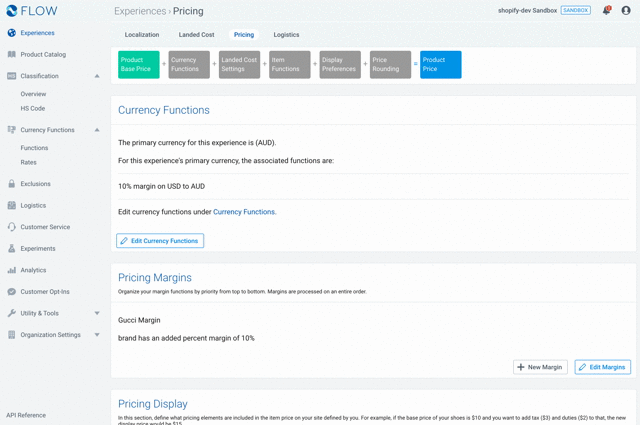 FLOW
Experiences › Pricing
shopify-dev Sandbox SANDBOX
Experiences
Product Catalog
Classification
Overview
HS Code
Currency Functions
Functions
Rates
Exclusions
Logistics
Customer Service
Experiments
Analytics
Customer Opt-Ins
Utility & Tools
Organization Settings
API Reference
Localization Landed Cost Pricing Logistics
Product Base Price + Currency Functions + Landed Cost Settings + Item Functions + Display Preferences + Price Rounding = Product Price
Currency Functions
The primary currency for this experience is (AUD).
For this experience's primary currency, the associated functions are:
10% margin on USD to AUD
Edit currency functions under Currency Functions.
Edit Currency Functions
Pricing Margins
Organize your margin functions by priority from top to bottom. Margins are processed on an entire order.
Gucci Margin
brand has an added percent margin of 10%
New Margin Edit Margins
Pricing Display
In this section, define what pricing elements are included in the item price on your site defined by you. For example, if the base price of your shoes is $10 and you want to add tax ($3) and duties ($2) to that, the new
display price would be $15.